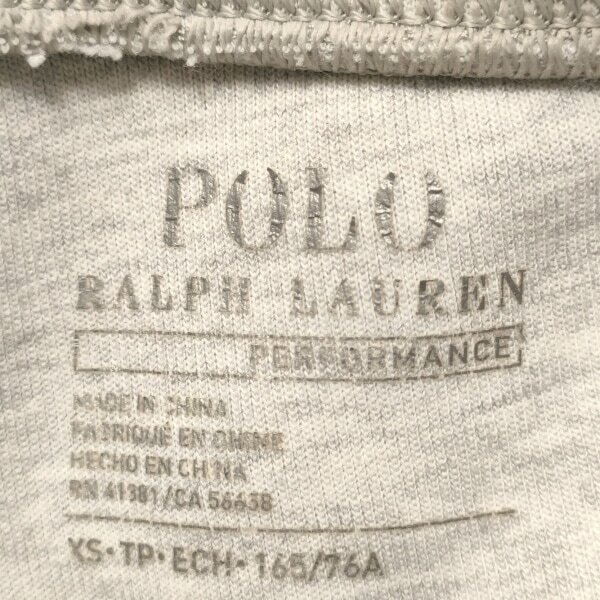 POLO
RALPH LAUREN
PERFORMANCE
MADE IN CHINA
FABRIQUÉ EN CHINE
HECHO EN CHINA
RN 41381/CA 56658
XS·TP·ECH·165/76A